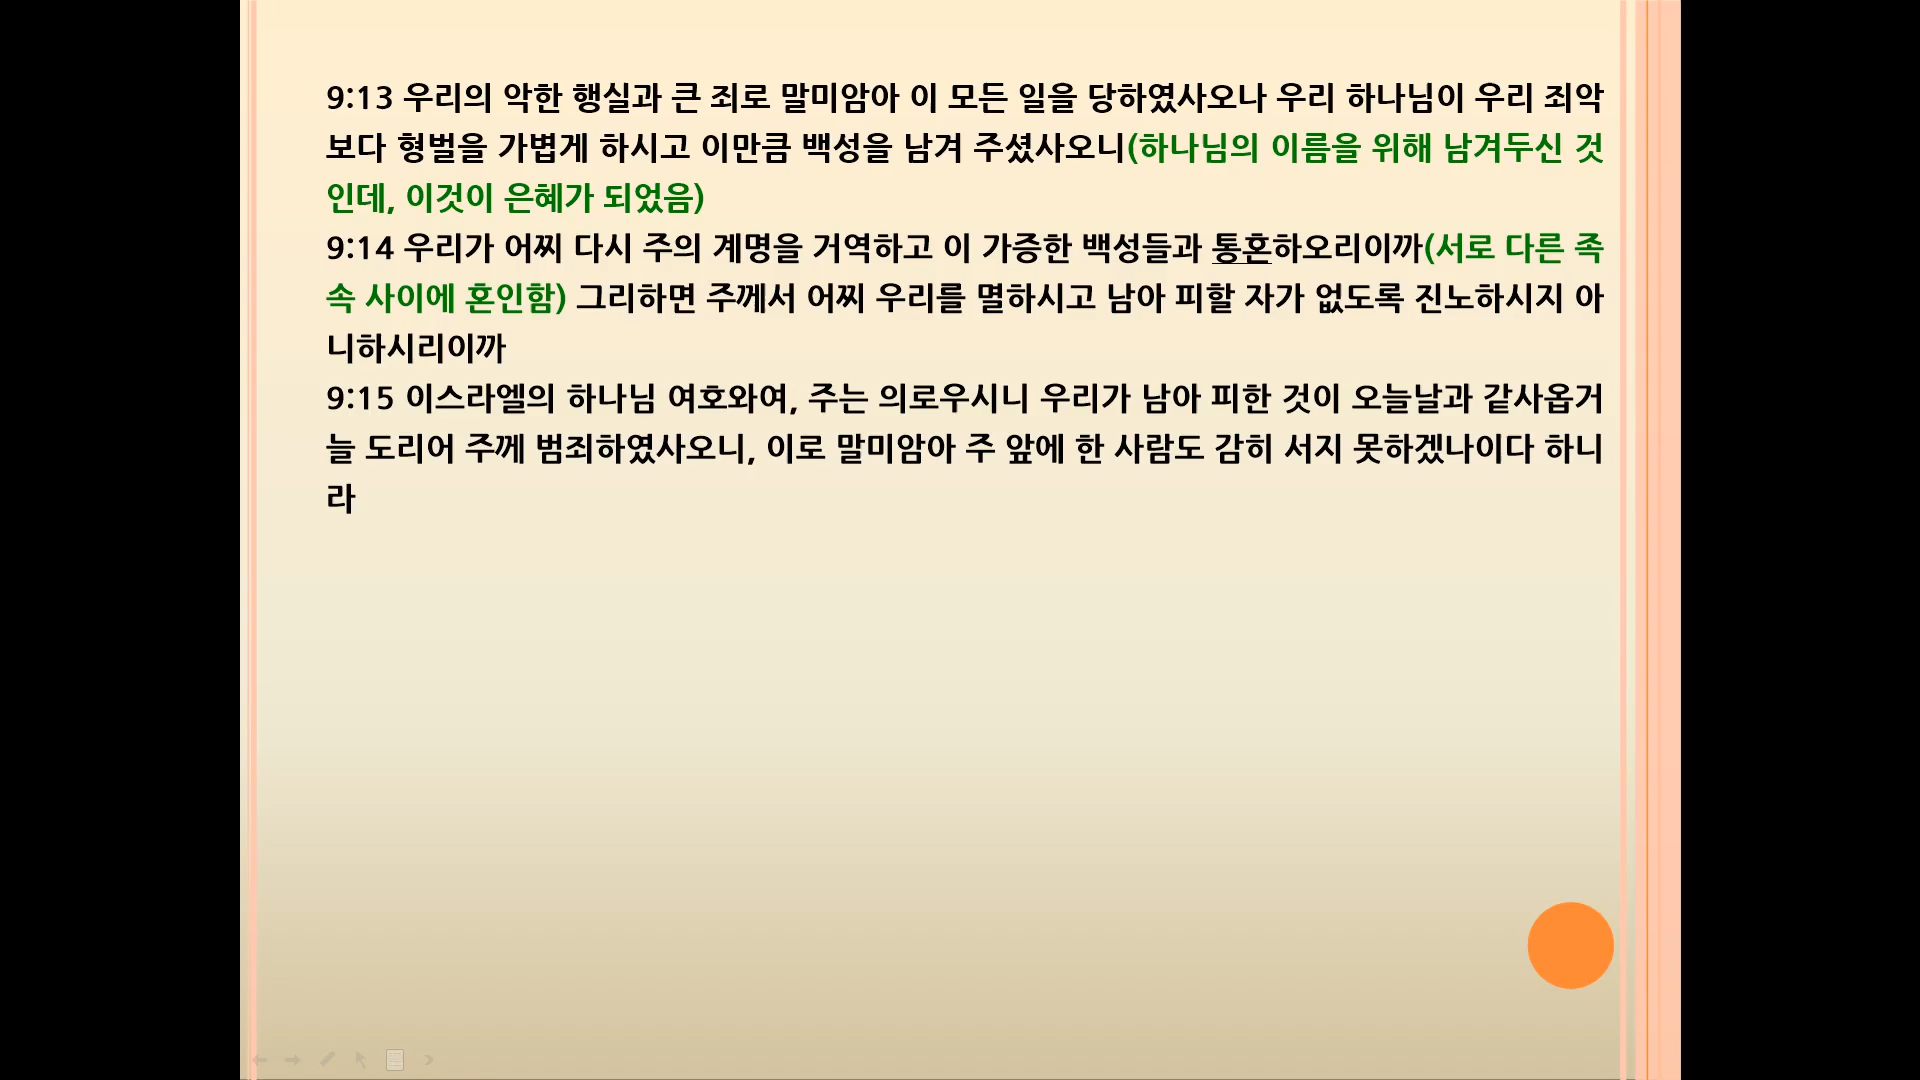 9:13 우리의 악한 행실과 큰 죄로 말미암아 이 모든 일을 당하였사오나 우리 하나님이 우리 죄악
보다 형벌을 가볍게 하시고 이만큼 백성을 남겨 주셨사오니(하나님의 이름을 위해 남겨두신 것
인데, 이것이 은혜가 되었음)
9:14 우리가 어찌 다시 주의 계명을 거역하고 이 가증한 백성들과 통혼하오리이까(서로 다른 족
속 사이에 혼인함) 그리하면 주께서 어찌 우리를 멸하시고 남아 피할 자가 없도록 진노하시지 아
니하시리이까
9:15 이스라엘의 하나님 여호와여, 주는 의로우시니 우리가 남아 피한 것이 오늘날과 같사옵거
늘 도리어 주께 범죄하였사오니, 이로 말미암아 주 앞에 한 사람도 감히 서지 못하겠나이다 하니
라